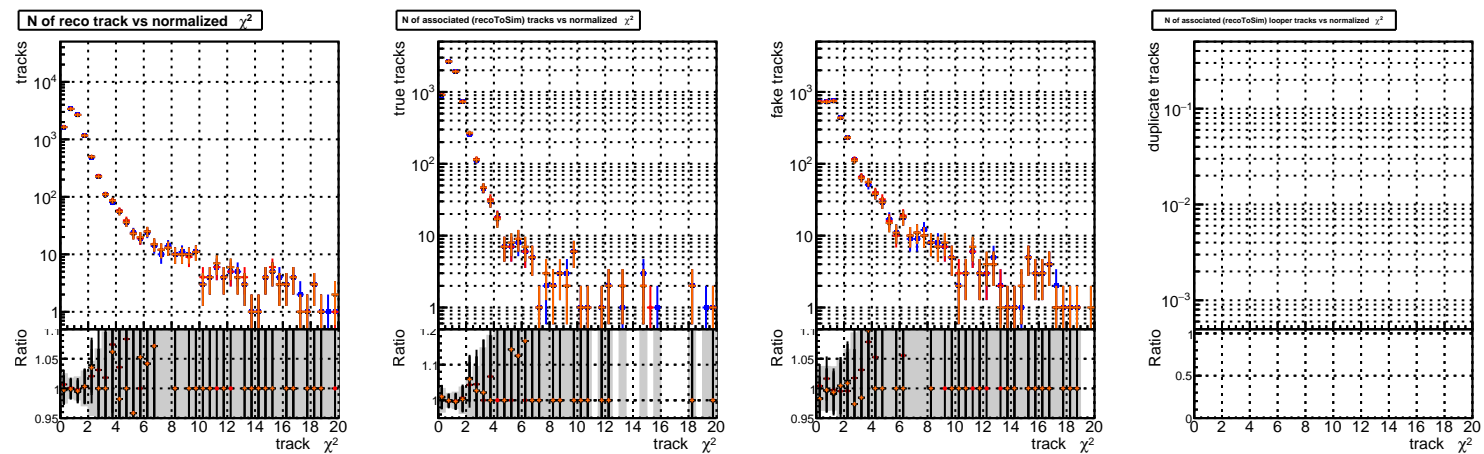 N of reco track vs normalized χ²
tracks
10⁴
10³
10²
10
1
Ratio
1.1
1.05
1
0.95
0 2 4 6 8 10 12 14 16 18 20
track χ²
N of associated (recoToSim) tracks vs normalized χ²
true tracks
10³
10²
10
1
Ratio
1.2
1.1
1
0 2 4 6 8 10 12 14 16 18 20
track χ²
fake tracks
10³
10²
10
1
Ratio
1.1
1.05
1
0.95
0 2 4 6 8 10 12 14 16 18 20
track χ²
N of associated (recoToSim) looper tracks vs normalized χ²
duplicate tracks
10⁻¹
10⁻²
10⁻³
Ratio
1
0.5
0
0 2 4 6 8 10 12 14 16 18 20
track χ²